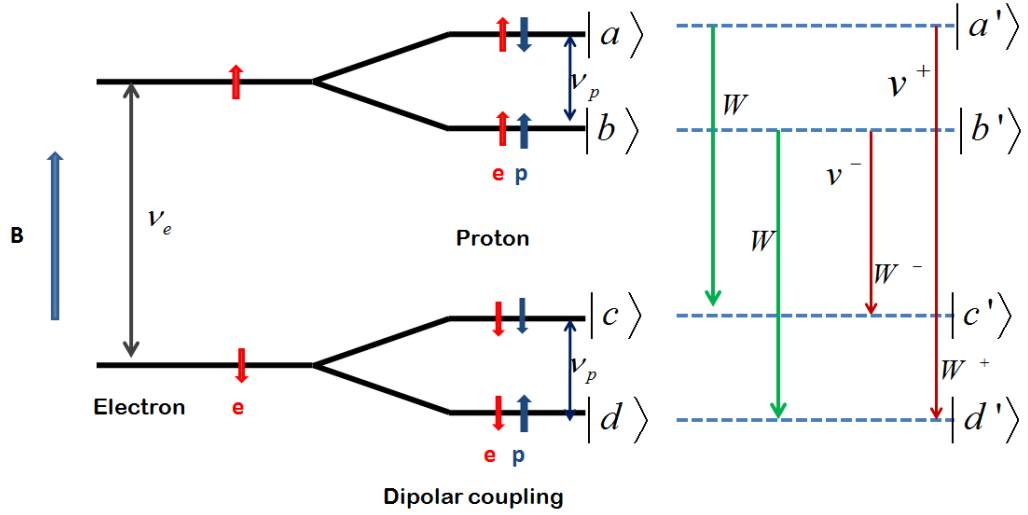 |a⟩
|a'⟩
ν_p
v⁺
W
|b⟩
|b'⟩
e p
v⁻
B
ν_e
Proton
W
W⁻
|c⟩
|c'⟩
ν_p
W⁺
Electron
e
|d⟩
|d'⟩
e p
Dipolar coupling